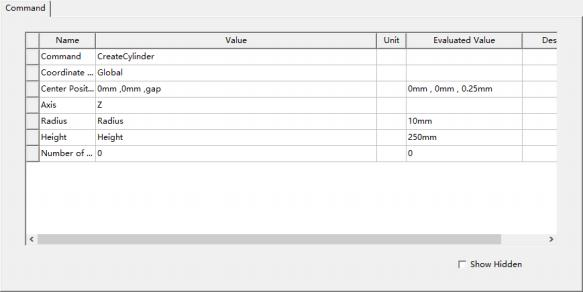 Command
Name Value Unit Evaluated Value Des
Command CreateCylinder
Coordinate ... Global
Center Posit... 0mm ,0mm ,gap 0mm , 0mm , 0.25mm
Axis Z
Radius Radius 10mm
Height Height 250mm
Number of ... 0 0
Show Hidden